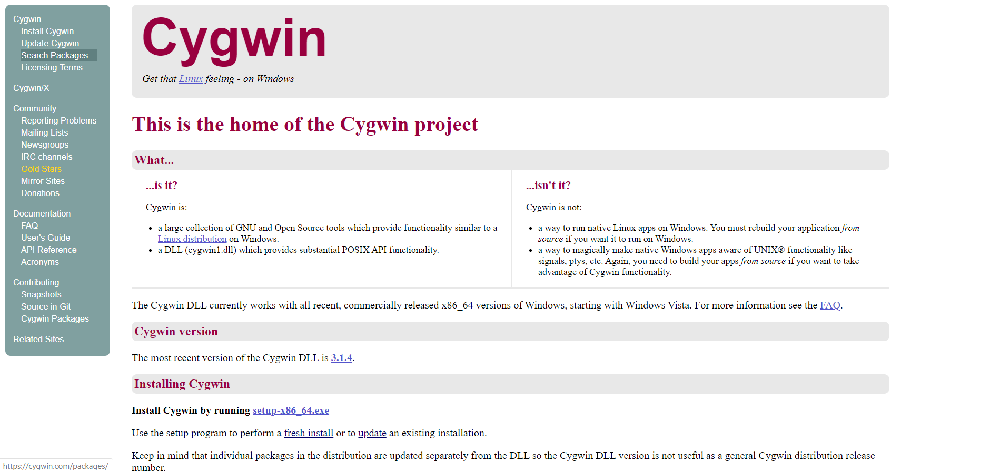 Cygwin
Install Cygwin
Update Cygwin
Search Packages
Licensing Terms
Cygwin/X
Community
Reporting Problems
Mailing Lists
Newsgroups
IRC channels
Gold Stars
Mirror Sites
Donations
Documentation
FAQ
User's Guide
API Reference
Acronyms
Contributing
Snapshots
Source in Git
Cygwin Packages
Related Sites
Cygwin
Get that Linux feeling - on Windows
This is the home of the Cygwin project
What...
...is it?
Cygwin is:
• a large collection of GNU and Open Source tools which provide functionality similar to a
Linux distribution on Windows.
• a DLL (cygwin1.dll) which provides substantial POSIX API functionality.
...isn't it?
Cygwin is not:
• a way to run native Linux apps on Windows. You must rebuild your application from
source if you want it to run on Windows.
• a way to magically make native Windows apps aware of UNIX® functionality like
signals, ptys, etc. Again, you need to build your apps from source if you want to take
advantage of Cygwin functionality.
The Cygwin DLL currently works with all recent, commercially released x86_64 versions of Windows, starting with Windows Vista. For more information see the FAQ.
Cygwin version
The most recent version of the Cygwin DLL is 3.1.4.
Installing Cygwin
Install Cygwin by running setup-x86_64.exe
Use the setup program to perform a fresh install or to update an existing installation.
Keep in mind that individual packages in the distribution are updated separately from the DLL so the Cygwin DLL version is not useful as a general Cygwin distribution release
number.
https://cygwin.com/packages/